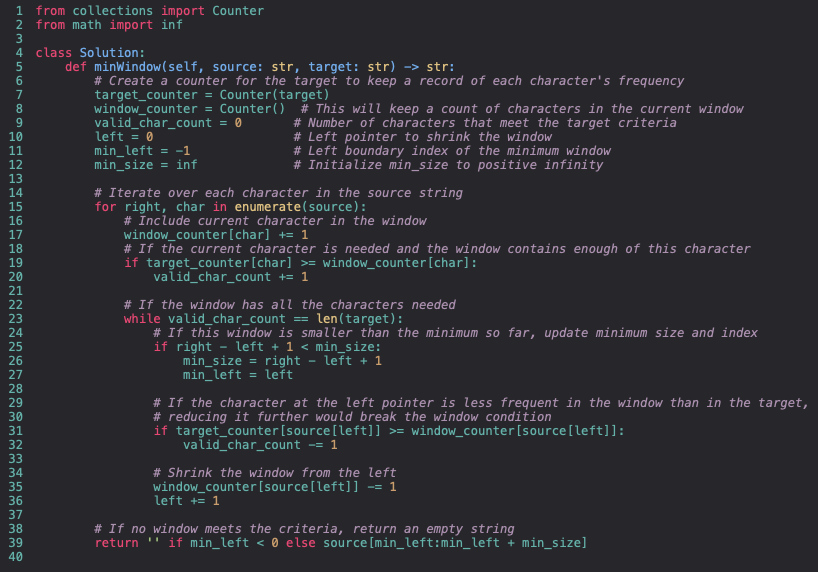 1 from collections import Counter
2 from math import inf
3
4 class Solution:
5     def minWindow(self, source: str, target: str) -> str:
6         # Create a counter for the target to keep a record of each character's frequency
7         target_counter = Counter(target)
8         window_counter = Counter()  # This will keep a count of characters in the current window
9         valid_char_count = 0       # Number of characters that meet the target criteria
10         left = 0                   # Left pointer to shrink the window
11         min_left = -1              # Left boundary index of the minimum window
12         min_size = inf             # Initialize min_size to positive infinity
13
14         # Iterate over each character in the source string
15         for right, char in enumerate(source):
16             # Include current character in the window
17             window_counter[char] += 1
18             # If the current character is needed and the window contains enough of this character
19             if target_counter[char] >= window_counter[char]:
20                 valid_char_count += 1
21
22             # If the window has all the characters needed
23             while valid_char_count == len(target):
24                 # If this window is smaller than the minimum so far, update minimum size and index
25                 if right - left + 1 < min_size:
26                     min_size = right - left + 1
27                     min_left = left
28
29                 # If the character at the left pointer is less frequent in the window than in the target,
30                 # reducing it further would break the window condition
31                 if target_counter[source[left]] >= window_counter[source[left]]:
32                     valid_char_count -= 1
33
34                 # Shrink the window from the left
35                 window_counter[source[left]] -= 1
36                 left += 1
37
38         # If no window meets the criteria, return an empty string
39         return '' if min_left < 0 else source[min_left:min_left + min_size]
40